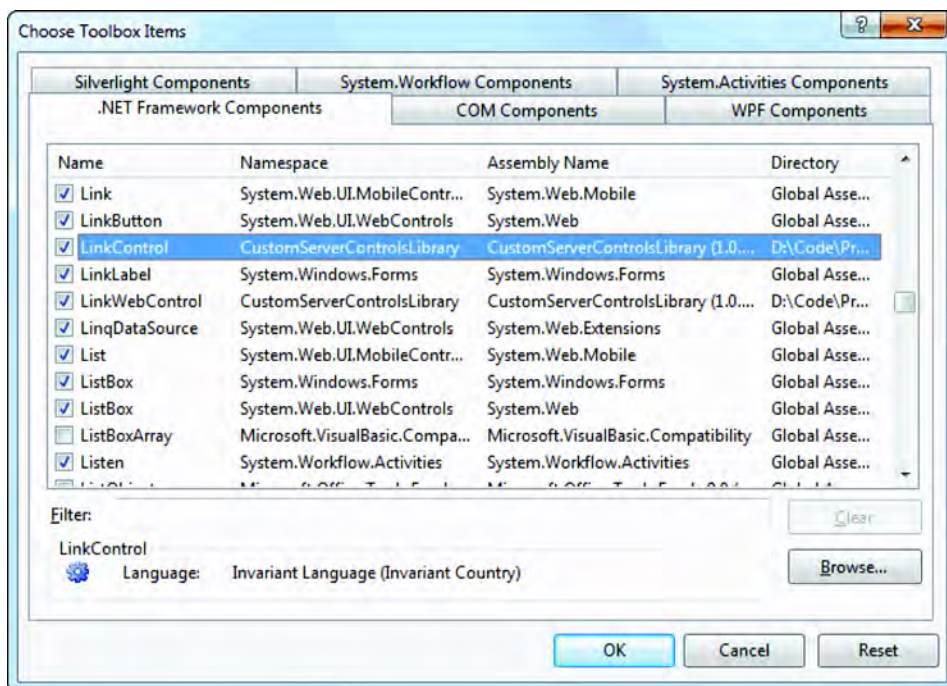 Choose Toolbox Items
Silverlight Components System.Workflow Components System.Activities Components
.NET Framework Components COM Components WPF Components
Name Namespace Assembly Name Directory
Link System.Web.UI.MobileContr... System.Web.Mobile Global Asse...
LinkButton System.Web.UI.WebControls System.Web Global Asse...
LinkControl CustomServerControlsLibrary CustomServerControlsLibrary (1.0.... D:\Code\Pr...
LinkLabel System.Windows.Forms System.Windows.Forms Global Asse...
LinkWebControl CustomServerControlsLibrary CustomServerControlsLibrary (1.0.... D:\Code\Pr...
LinqDataSource System.Web.UI.WebControls System.Web.Extensions Global Asse...
List System.Web.UI.MobileContr... System.Web.Mobile Global Asse...
ListBox System.Windows.Forms System.Windows.Forms Global Asse...
ListBox System.Web.UI.WebControls System.Web Global Asse...
ListBoxArray Microsoft.VisualBasic.Compa... Microsoft.VisualBasic.Compatibility Global Asse...
Listen System.Workflow.Activities System.Workflow.Activities Global Asse...
Filter: Clear
LinkControl
Language: Invariant Language (Invariant Country) Browse...
OK Cancel Reset